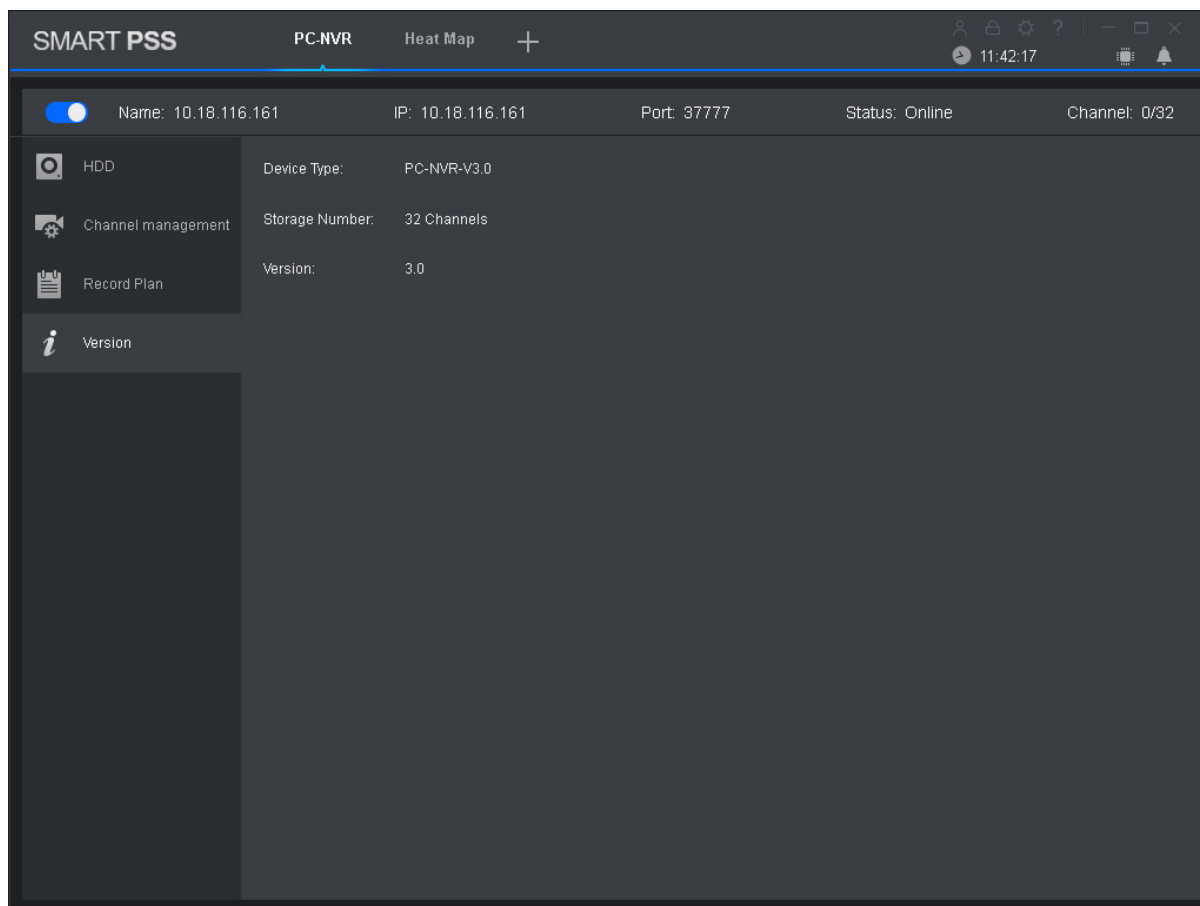 SMART PSS PC-NVR Heat Map
11:42:17
Name: 10.18.116.161 IP: 10.18.116.161 Port: 37777 Status: Online Channel: 0/32
HDD
Channel management
Record Plan
Version
Device Type: PC-NVR-V3.0
Storage Number: 32 Channels
Version: 3.0